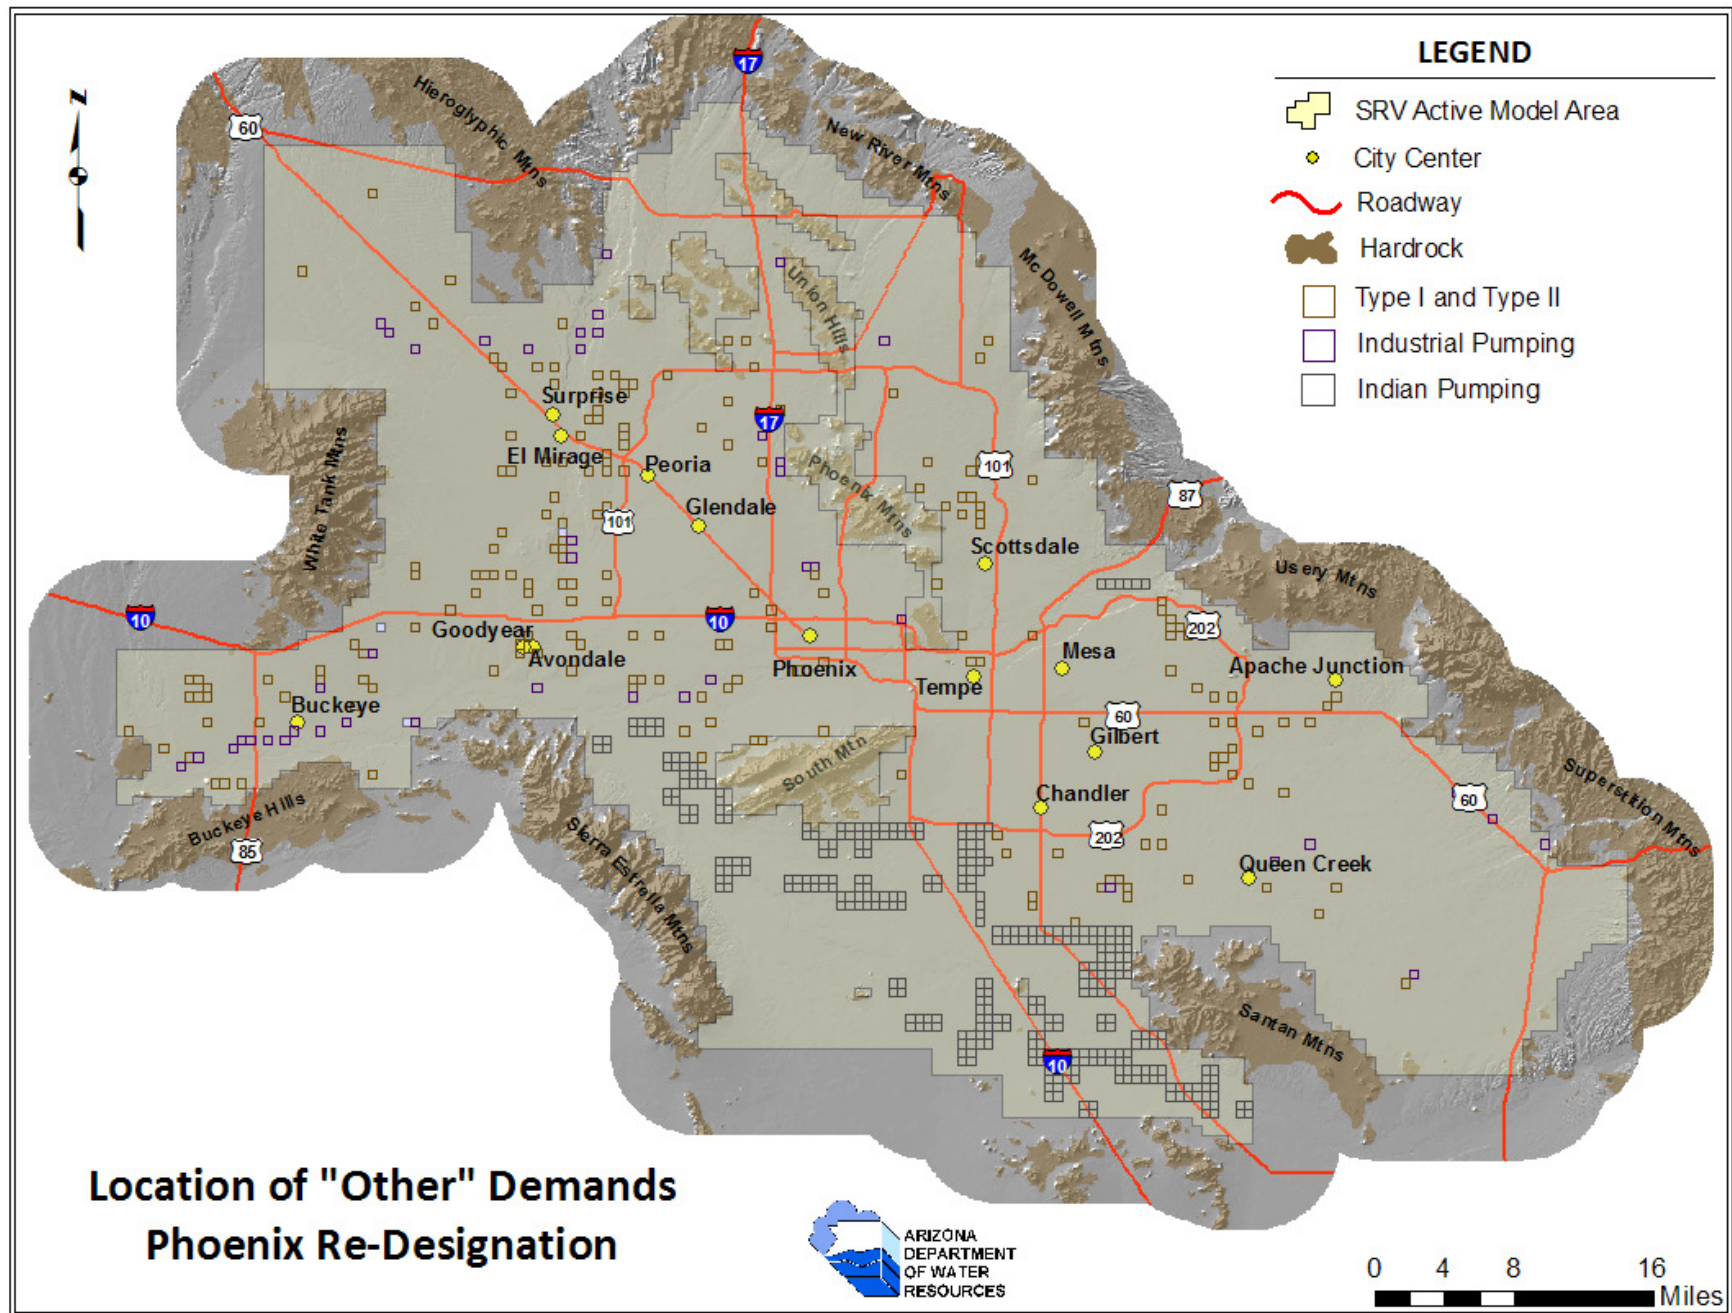 17
LEGEND
SRV Active Model Area
City Center
Roadway
Hardrock
Type I and Type II
Industrial Pumping
Indian Pumping
N
60
Hieroglyphic Mtns
New River Mtns
Mc Dowell Mtns
Union Hills
Surprise
17
El Mirage
Peoria
Phoenix Mtns
101
87
White Tank Mtns
Glendale
101
Scottsdale
Usery Mtns
10
10
Goodyear
202
Avondale
Phoenix
Mesa
Apache Junction
Tempe
Buckeye
60
Gilbert
South Mtn
Superstition Mtns
Chandler
60
Buckeye Hills
85
202
Sierra Estrella Mtns
Queen Creek
Santan Mtns
10
Location of "Other" Demands
Phoenix Re-Designation
ARIZONA
DEPARTMENT
OF WATER
RESOURCES
0 4 8 16
Miles